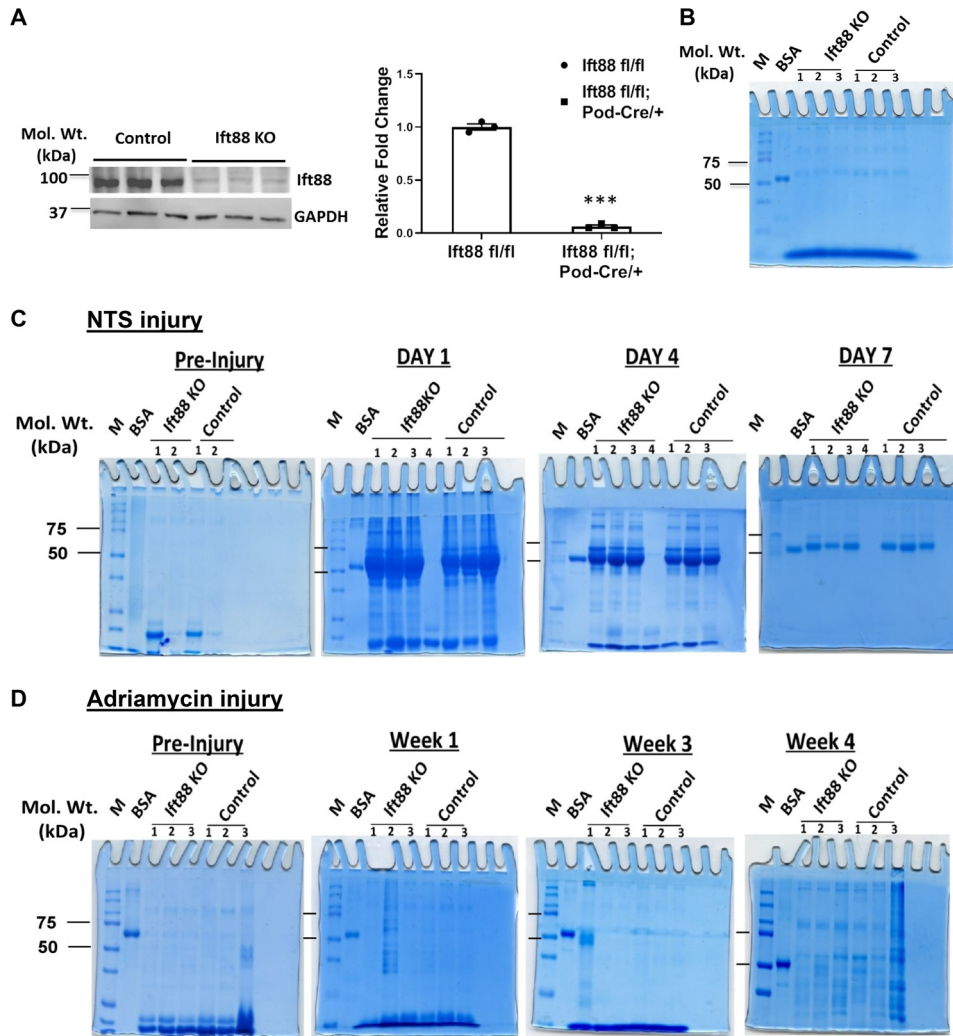 A
Mol. Wt.
(kDa)
Control
Ift88 KO
100
Ift88
37
GAPDH
Relative Fold Change
1.5
1.0
0.5
0.0
Ift88 fl/fl
Ift88 fl/fl;
Pod-Cre/+
***
Ift88 fl/fl
Ift88 fl/fl;
Pod-Cre/+
B
Mol. Wt.
(kDa)
M
BSA
Ift88 KO
Control
1 2 3 1 2 3
75
50
C NTS injury
Pre-Injury
Mol. Wt.
(kDa)
M
BSA
Ift88 KO
Control
1 2 1 2
75
50
DAY 1
M
BSA
Ift88KO
Control
1 2 3 4 1 2 3
DAY 4
M
BSA
Ift88 KO
Control
1 2 3 4 1 2 3
DAY 7
M
BSA
Ift88 KO
Control
1 2 3 4 1 2 3
D Adriamycin injury
Pre-Injury
Mol. Wt.
(kDa)
M
BSA
Ift88 KO
Control
1 2 3 1 2 3
75
50
Week 1
M
BSA
Ift88 KO
Control
1 2 3 1 2 3
Week 3
M
BSA
Ift88 KO
Control
1 2 3 1 2 3
Week 4
M
BSA
Ift88 KO
Control
1 2 3 1 2 3